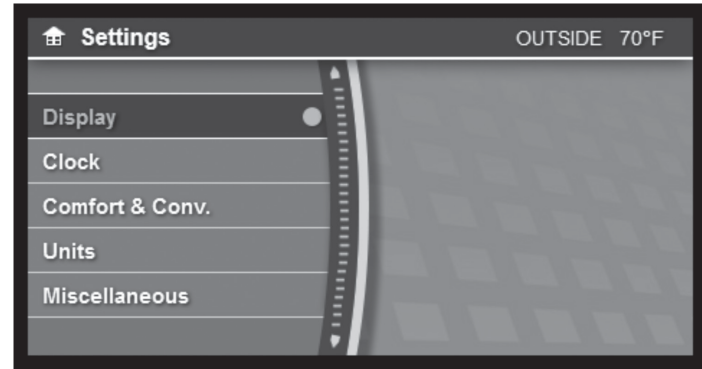 Settings OUTSIDE 70°F
Display
Clock
Comfort & Conv.
Units
Miscellaneous